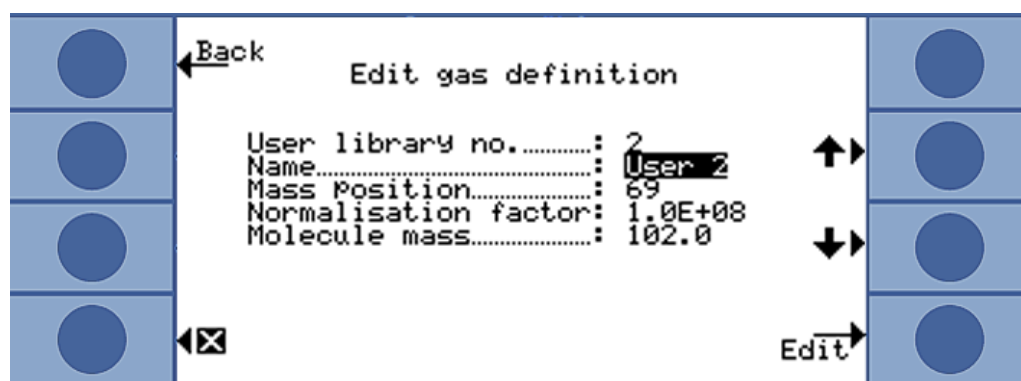 Back
Edit gas definition
User library no..........: 2
Name.....................................: User 2
Mass Position................: 69
Normalisation factor: 1.0E+08
Molecule mass.................: 102.0
Edit